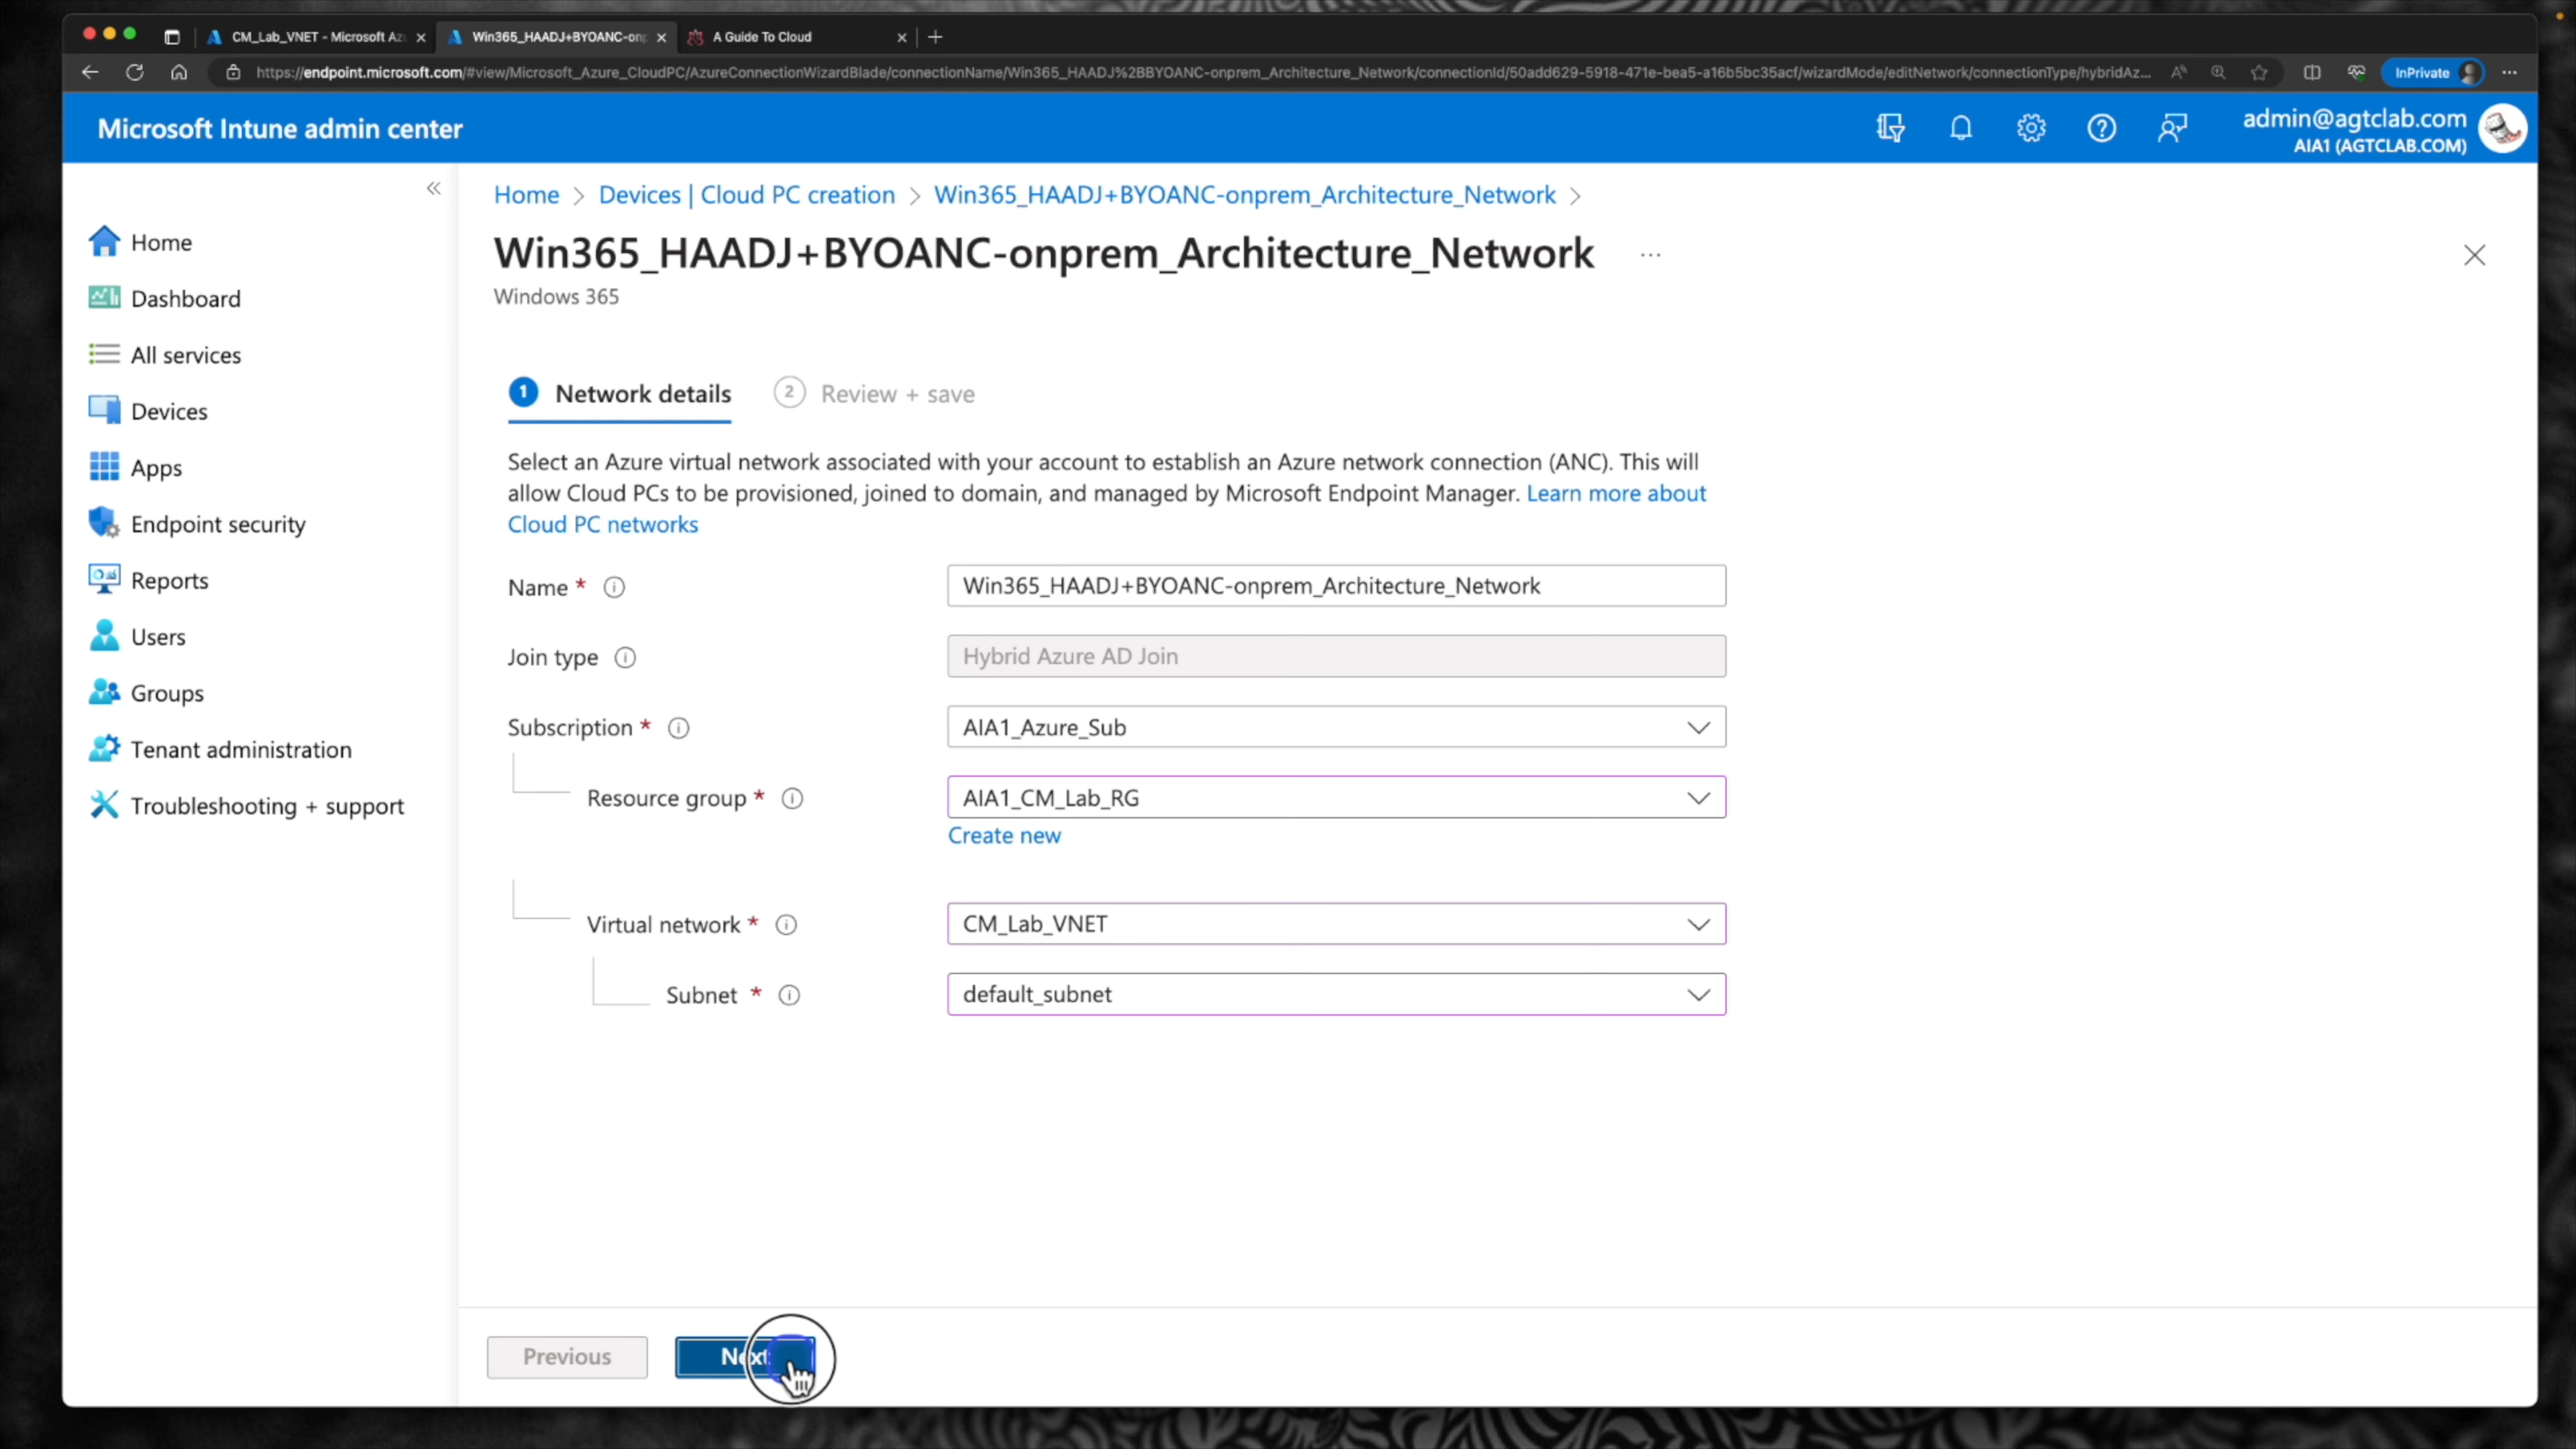 CM_Lab_VNET - Microsoft Az
Win365_HAADJ+BYOANC-onp
A Guide To Cloud
https://endpoint.microsoft.com/#view/Microsoft_Azure_CloudPC/AzureConnectionWizardBlade/connectionName/Win365_HAADJ%2BBYOANC-onprem_Architecture_Network/connectionId/50add629-5918-471e-bea5-a16b5bc35acf/wizardMode/editNetwork/connectionType/hybridAz...
InPrivate
Microsoft Intune admin center
admin@agtclab.com
AIA1 (AGTCLAB.COM)
Home
Dashboard
All services
Devices
Apps
Endpoint security
Reports
Users
Groups
Tenant administration
Troubleshooting + support
Home > Devices | Cloud PC creation > Win365_HAADJ+BYOANC-onprem_Architecture_Network >
Win365_HAADJ+BYOANC-onprem_Architecture_Network ...
Windows 365
1 Network details
2 Review + save
Select an Azure virtual network associated with your account to establish an Azure network connection (ANC). This will
allow Cloud PCs to be provisioned, joined to domain, and managed by Microsoft Endpoint Manager. Learn more about
Cloud PC networks
Name * Win365_HAADJ+BYOANC-onprem_Architecture_Network
Join type Hybrid Azure AD Join
Subscription * AIA1_Azure_Sub
Resource group * AIA1_CM_Lab_RG
Create new
Virtual network * CM_Lab_VNET
Subnet * default_subnet
Previous
Next